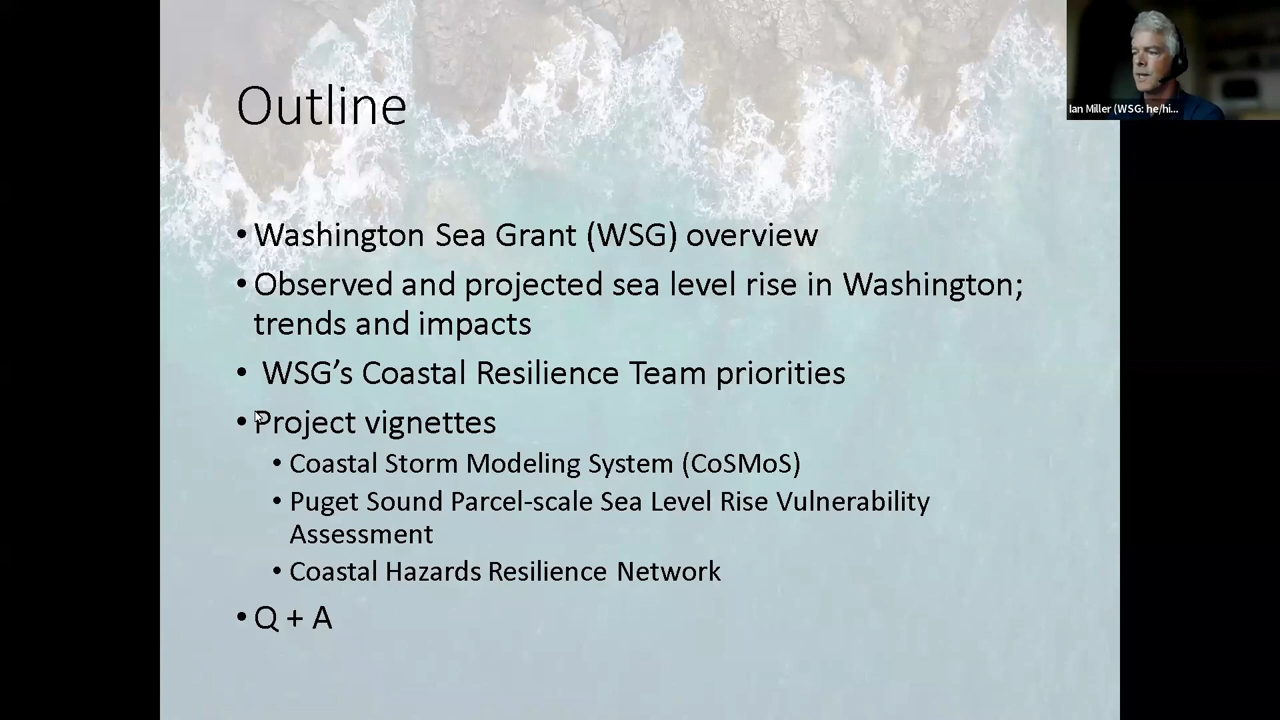 Outline
• Washington Sea Grant (WSG) overview
• Observed and projected sea level rise in Washington;
trends and impacts
• WSG’s Coastal Resilience Team priorities
• Project vignettes
• Coastal Storm Modeling System (CoSMoS)
• Puget Sound Parcel-scale Sea Level Rise Vulnerability
Assessment
• Coastal Hazards Resilience Network
• Q + A
Ian Miller (WSG: he/hi...